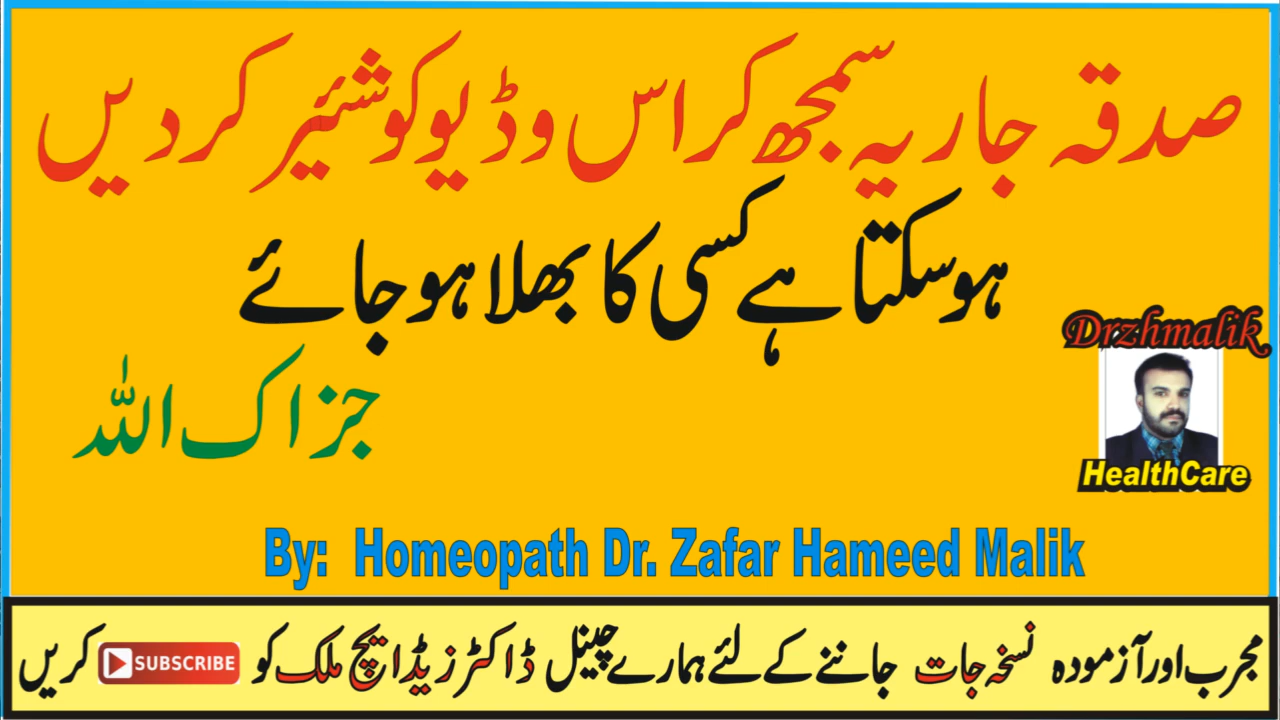 صدقہ جاریہ سمجھ کر اس وڈیو کو شئیر کر دیں
ہو سکتا ہے کسی کا بھلا ہو جائے
جزاک اللہ
Drzhmalik
HealthCare
By: Homeopath Dr. Zafar Hameed Malik
مجرب اور آزمودہ نسخہ جات جاننے کے لئے ہمارے چینل ڈاکٹر زیڈ ایچ ملک کو SUBSCRIBE کریں